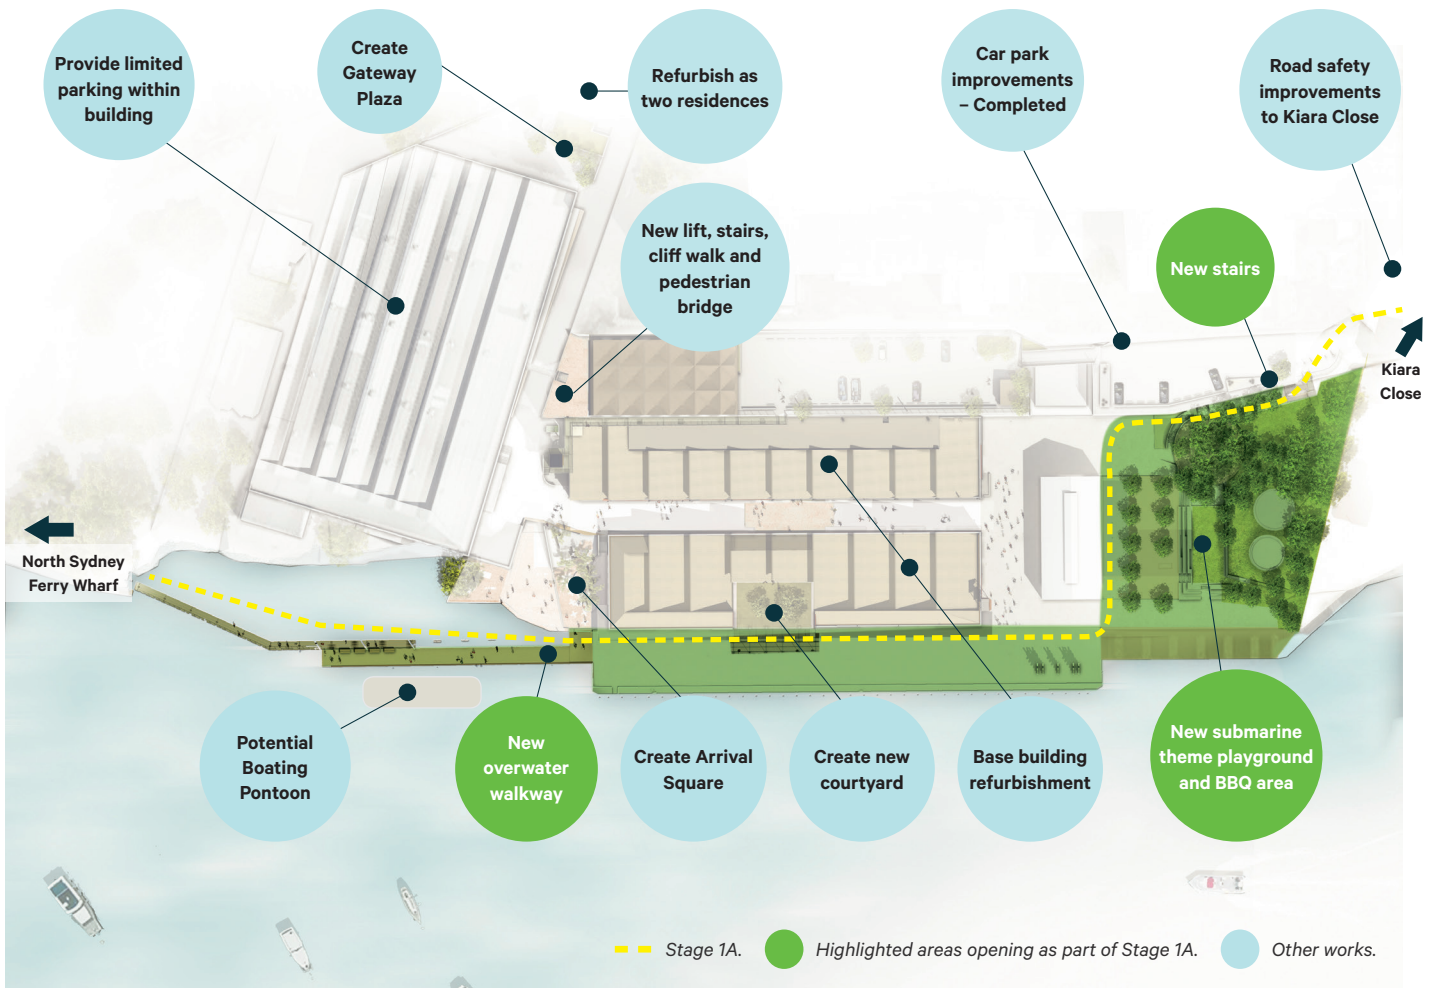 Provide limited
parking within
building
Create
Gateway
Plaza
Refurbish as
two residences
Car park
improvements
– Completed
Road safety
improvements
to Kiara Close
New lift, stairs,
cliff walk and
pedestrian
bridge
New stairs
Kiara
Close
North Sydney
Ferry Wharf
Potential
Boating
Pontoon
New
overwater
walkway
Create Arrival
Square
Create new
courtyard
Base building
refurbishment
New submarine
theme playground
and BBQ area
Stage 1A.
Highlighted areas opening as part of Stage 1A.
Other works.